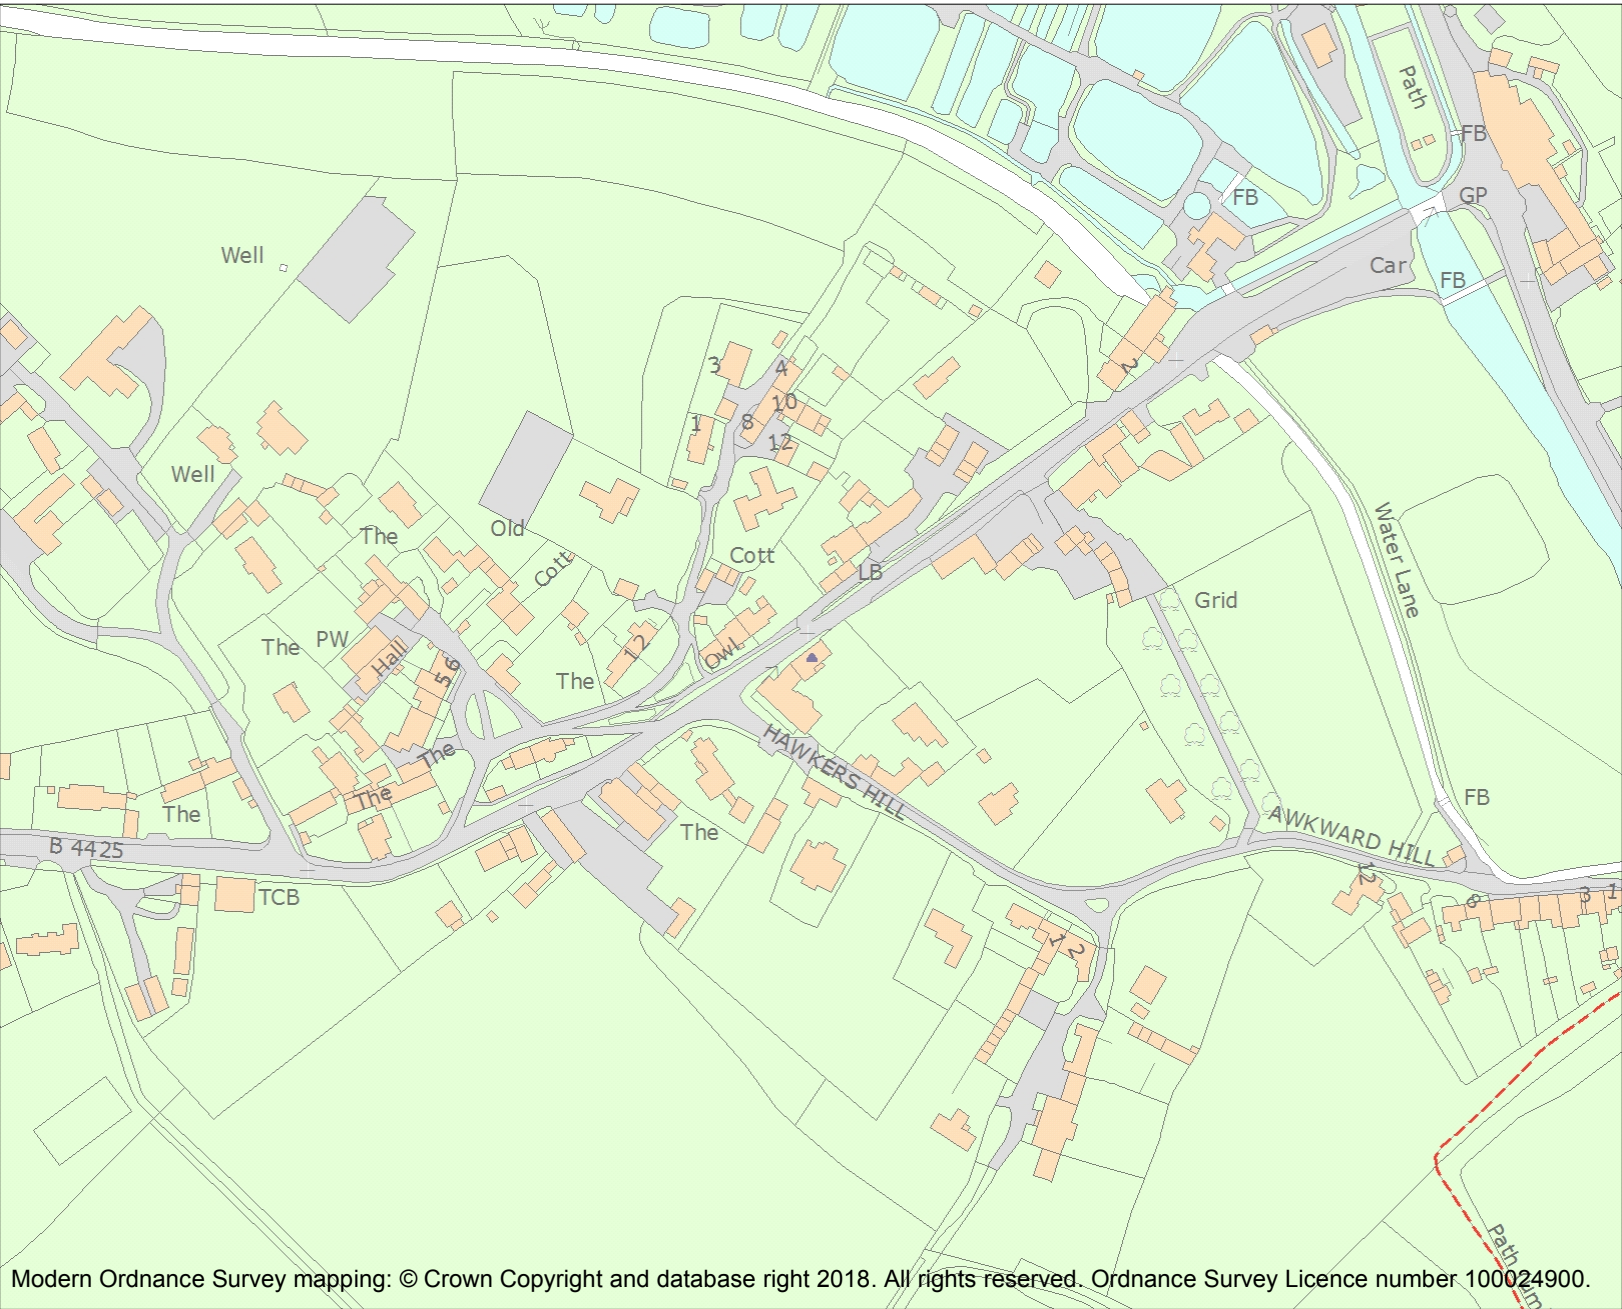 Path
FB
GP
FB
Well
Car
FB
3
4
2
10
1
8
12
Well
Old
The
Cott
Cott
LB
Water Lane
Grid
The
PW
Hall
1 2
Owl
5 6
The
HAWKERS HILL
The
The
The
FB
The
AWKWARD HILL
B 4425
12
TCB
6
3
1
1 2
Path
Modern Ordnance Survey mapping: © Crown Copyright and database right 2018. All rights reserved. Ordnance Survey Licence number 100024900.